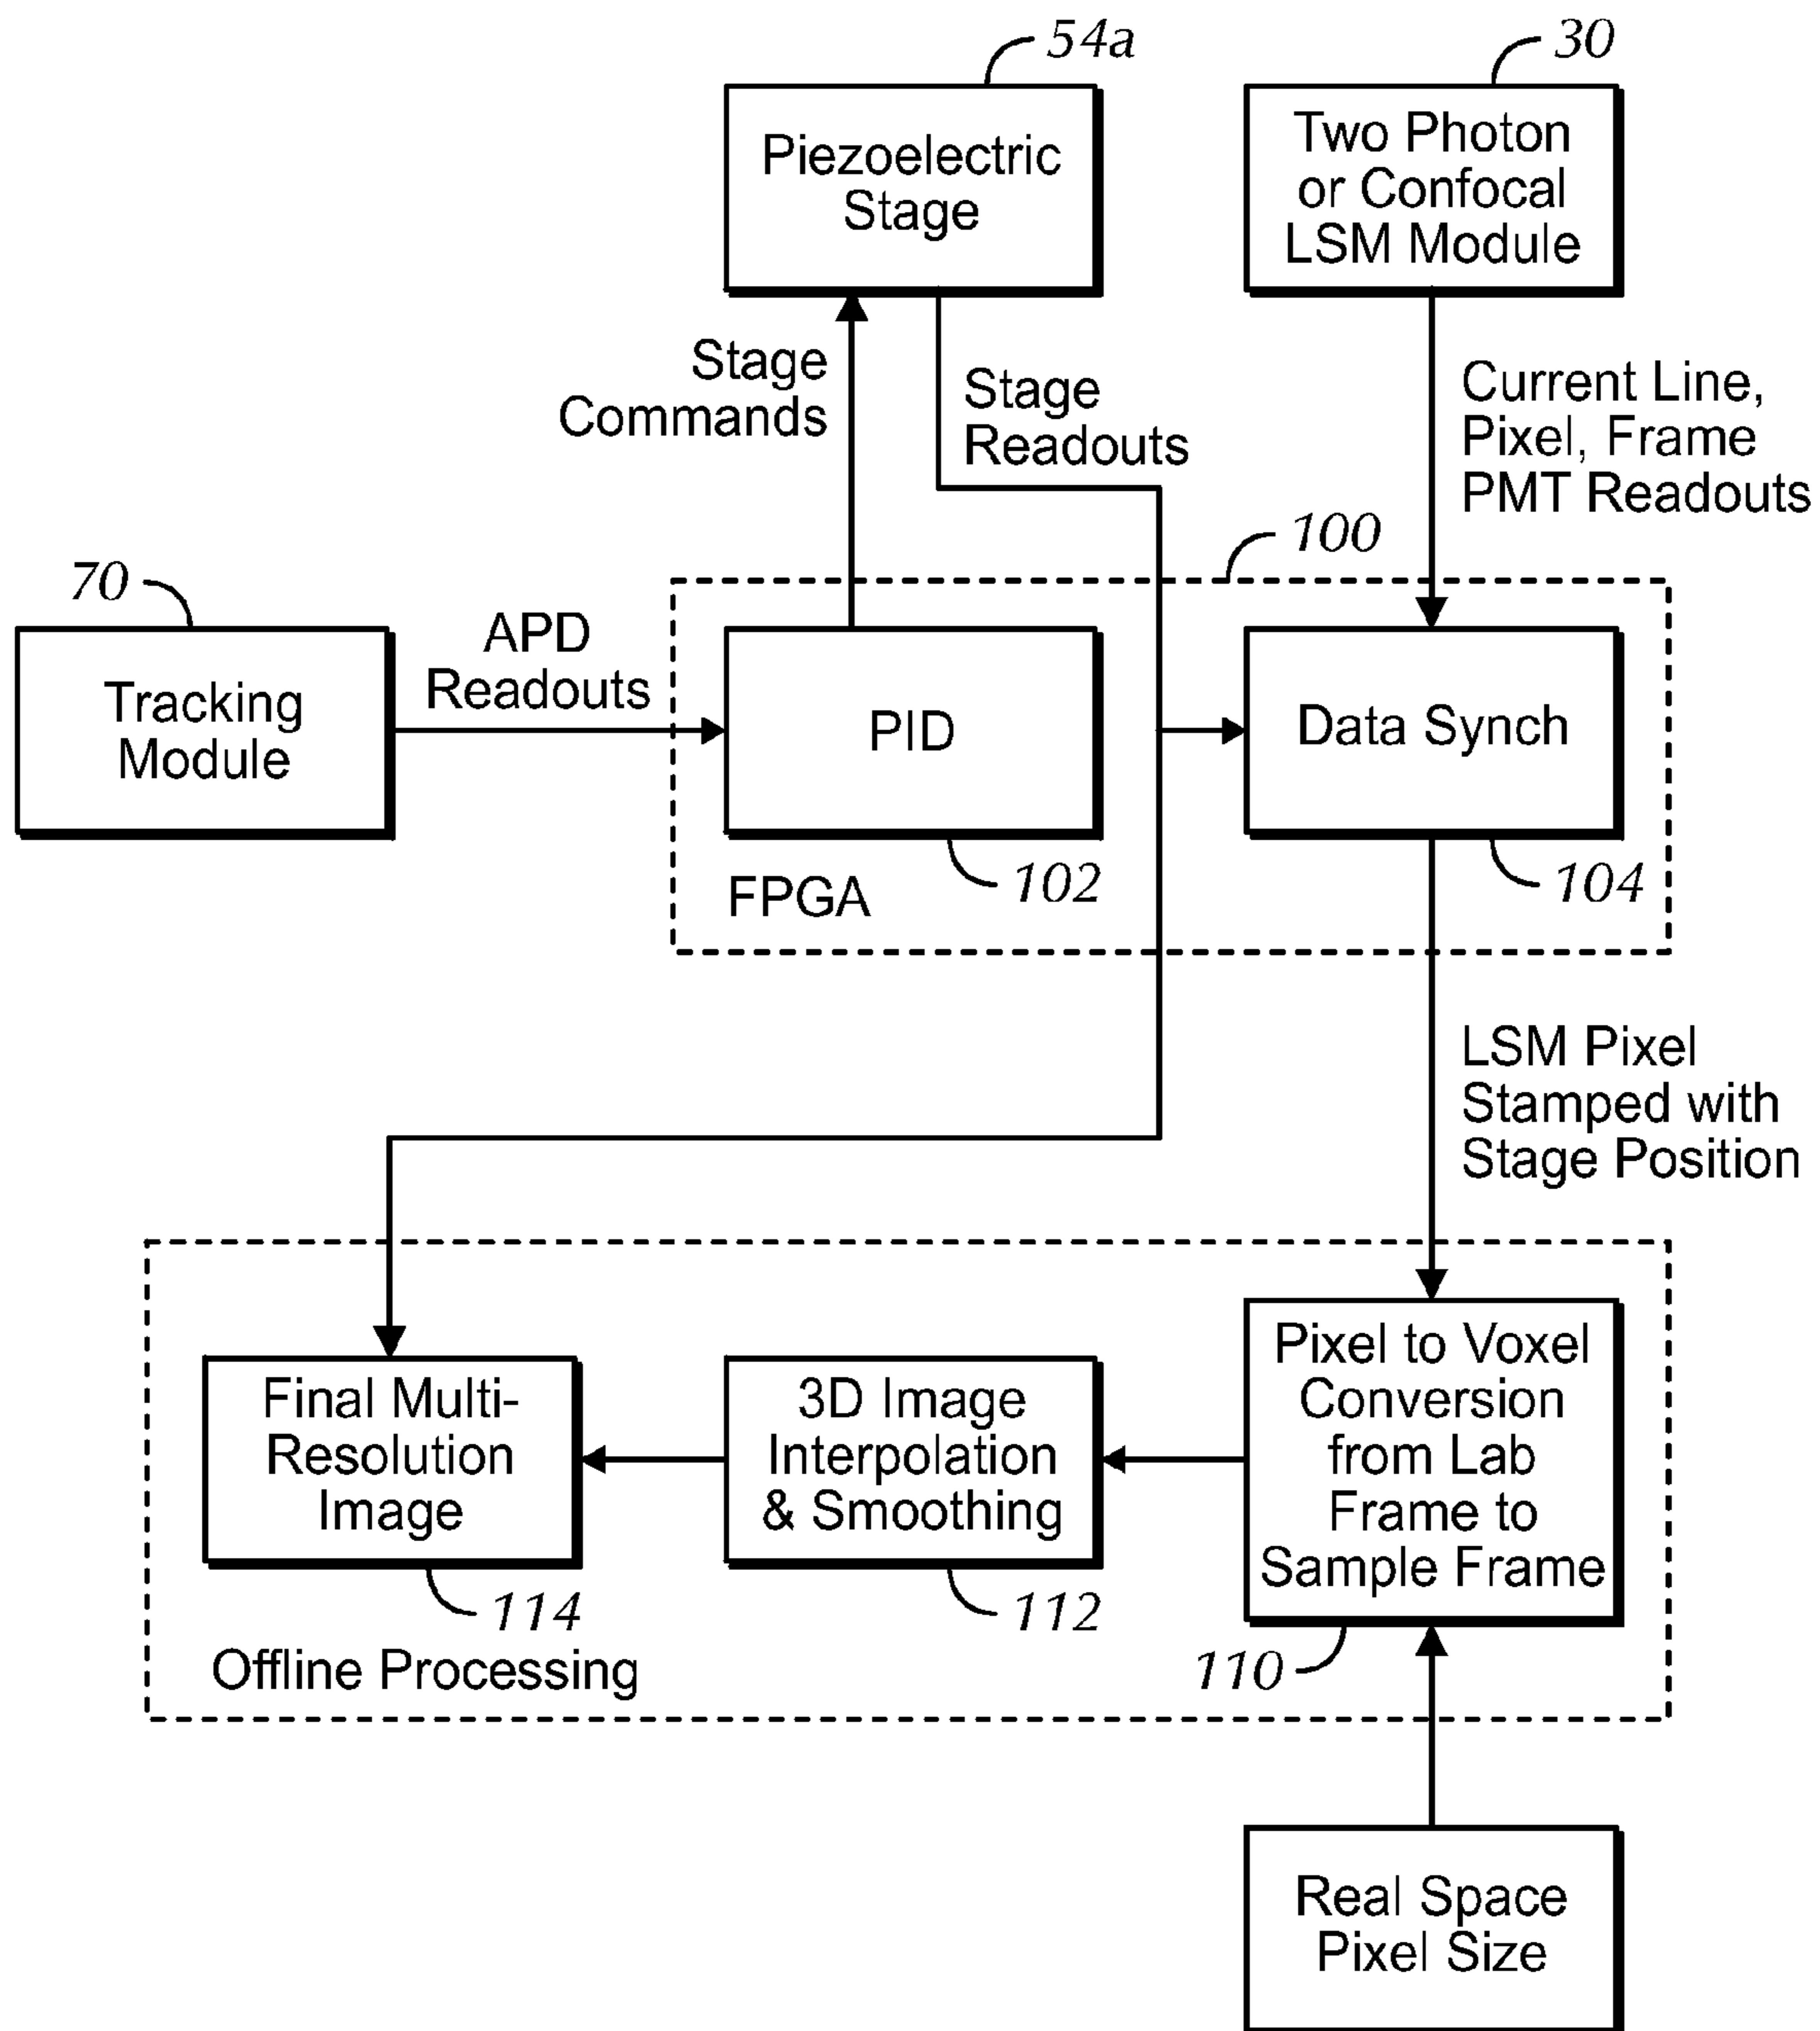 54a
30
Piezoelectric
Stage
Two Photon
or Confocal
LSM Module
Stage
Commands
Stage
Readouts
Current Line,
Pixel, Frame
PMT Readouts
100
70
APD
Readouts
Tracking
Module
PID
Data Synch
102
104
FPGA
LSM Pixel
Stamped with
Stage Position
Final Multi-
Resolution
Image
3D Image
Interpolation
& Smoothing
Pixel to Voxel
Conversion
from Lab
Frame to
Sample Frame
114
112
110
Offline Processing
Real Space
Pixel Size